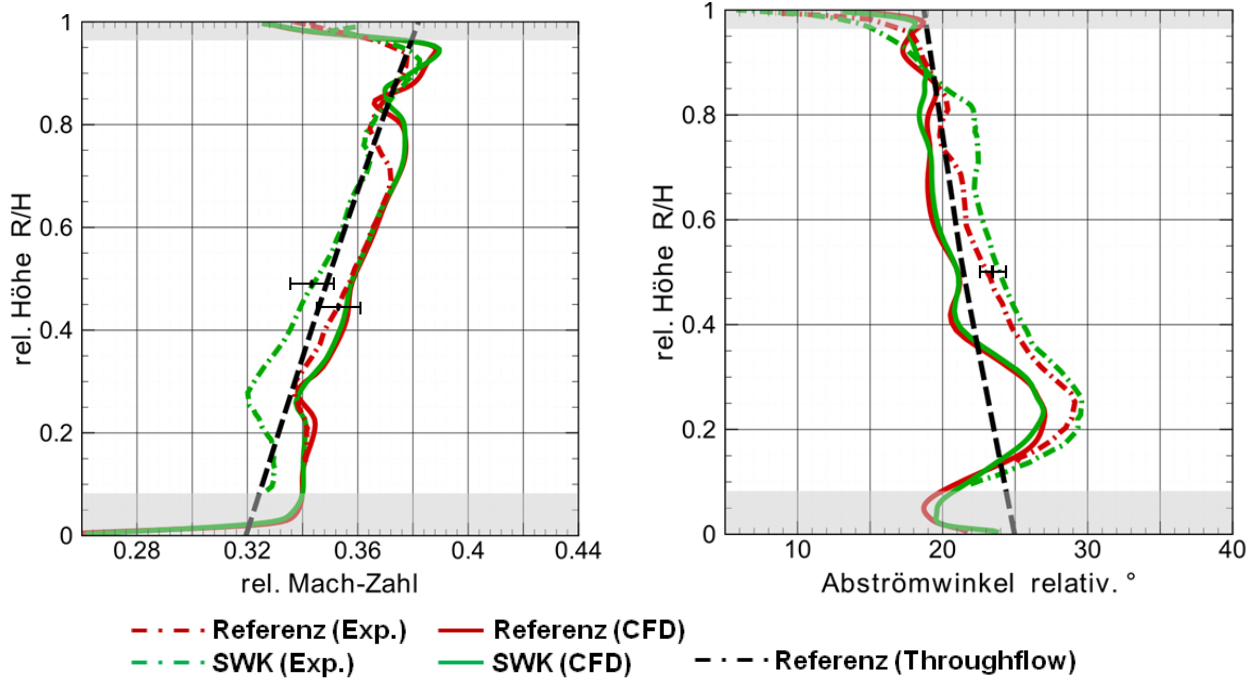 1
0.8
0.6
0.4
0.2
0
rel. Höhe R/H
0.28 0.32 0.36 0.4 0.44
rel. Mach-Zahl
1
0.8
0.6
0.4
0.2
0
rel. Höhe R/H
10 20 30 40
Abströmwinkel relativ. °
Referenz (Exp.) Referenz (CFD)
SWK (Exp.) SWK (CFD) Referenz (Throughflow)